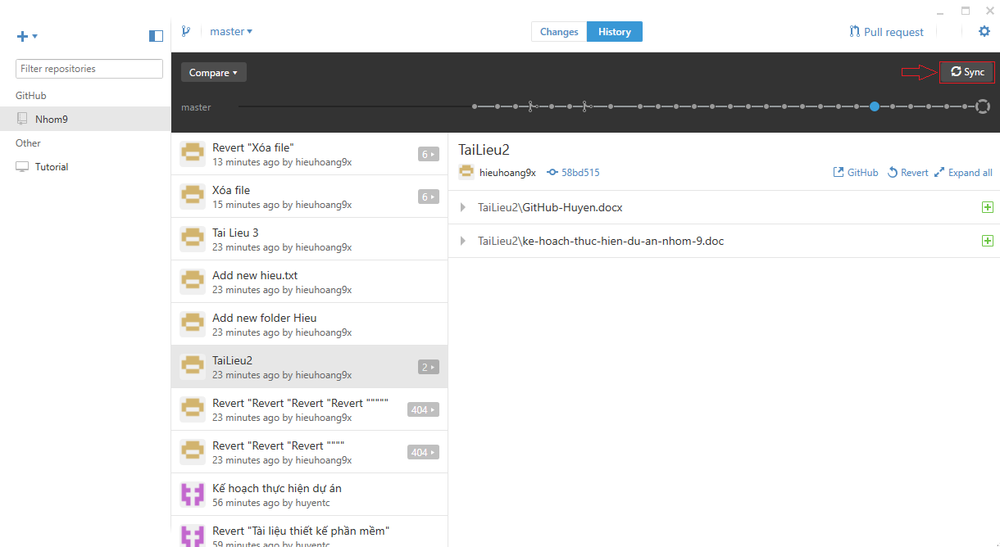 master
Changes
History
Pull request
Filter repositories
GitHub
Nhom9
Other
Tutorial
Compare
Sync
master
Revert "Xóa file"
13 minutes ago by hieuhoang9x
6
Xóa file
15 minutes ago by hieuhoang9x
6
Tai Lieu 3
23 minutes ago by hieuhoang9x
Add new hieu.txt
23 minutes ago by hieuhoang9x
Add new folder Hieu
23 minutes ago by hieuhoang9x
TaiLieu2
23 minutes ago by hieuhoang9x
2
Revert "Revert "Revert "Revert """""
23 minutes ago by hieuhoang9x
404
Revert "Revert "Revert """"
23 minutes ago by hieuhoang9x
404
Kế hoạch thực hiện dự án
56 minutes ago by huyentc
Revert "Tài liệu thiết kế phần mềm"
59 minutes ago by huyentc
TaiLieu2
hieuhoang9x 58bd515
GitHub Revert Expand all
TaiLieu2\GitHub-Huyen.docx
TaiLieu2\ke-hoach-thuc-hien-du-an-nhom-9.doc